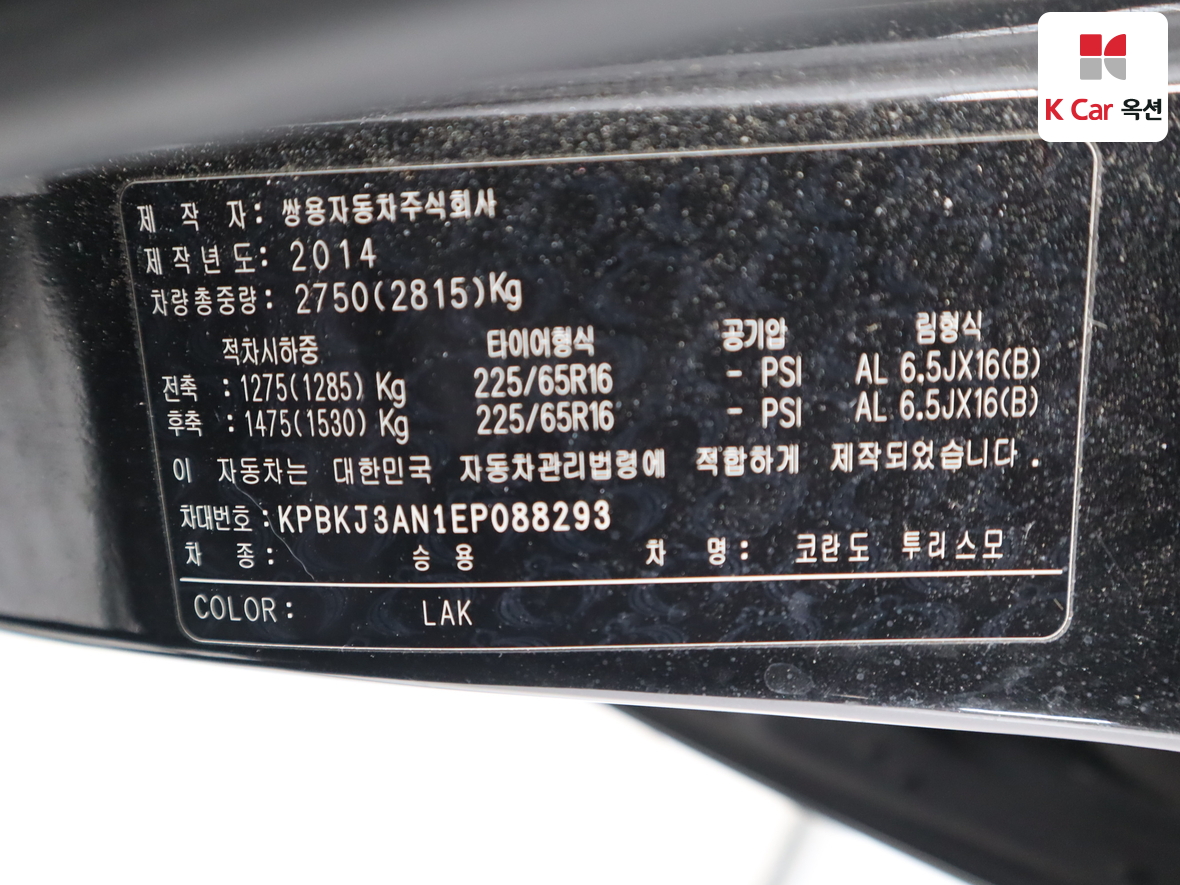 K Car 옥션
제 작 자: 쌍용자동차주식회사
제작년도: 2014
차량총중량: 2750(2815)Kg
적차시하중 타이어형식 공기압 림형식
전축 : 1275(1285) Kg 225/65R16 - PSI AL 6.5JX16(B)
후축 : 1475(1530) Kg 225/65R16 - PSI AL 6.5JX16(B)
이 자동차는 대한민국 자동차관리법령에 적합하게 제작되었습니다.
차대번호 : KPBKJ3AN1EP088293
차 종: 승용 차 명: 코란도 투리스모
COLOR: LAK